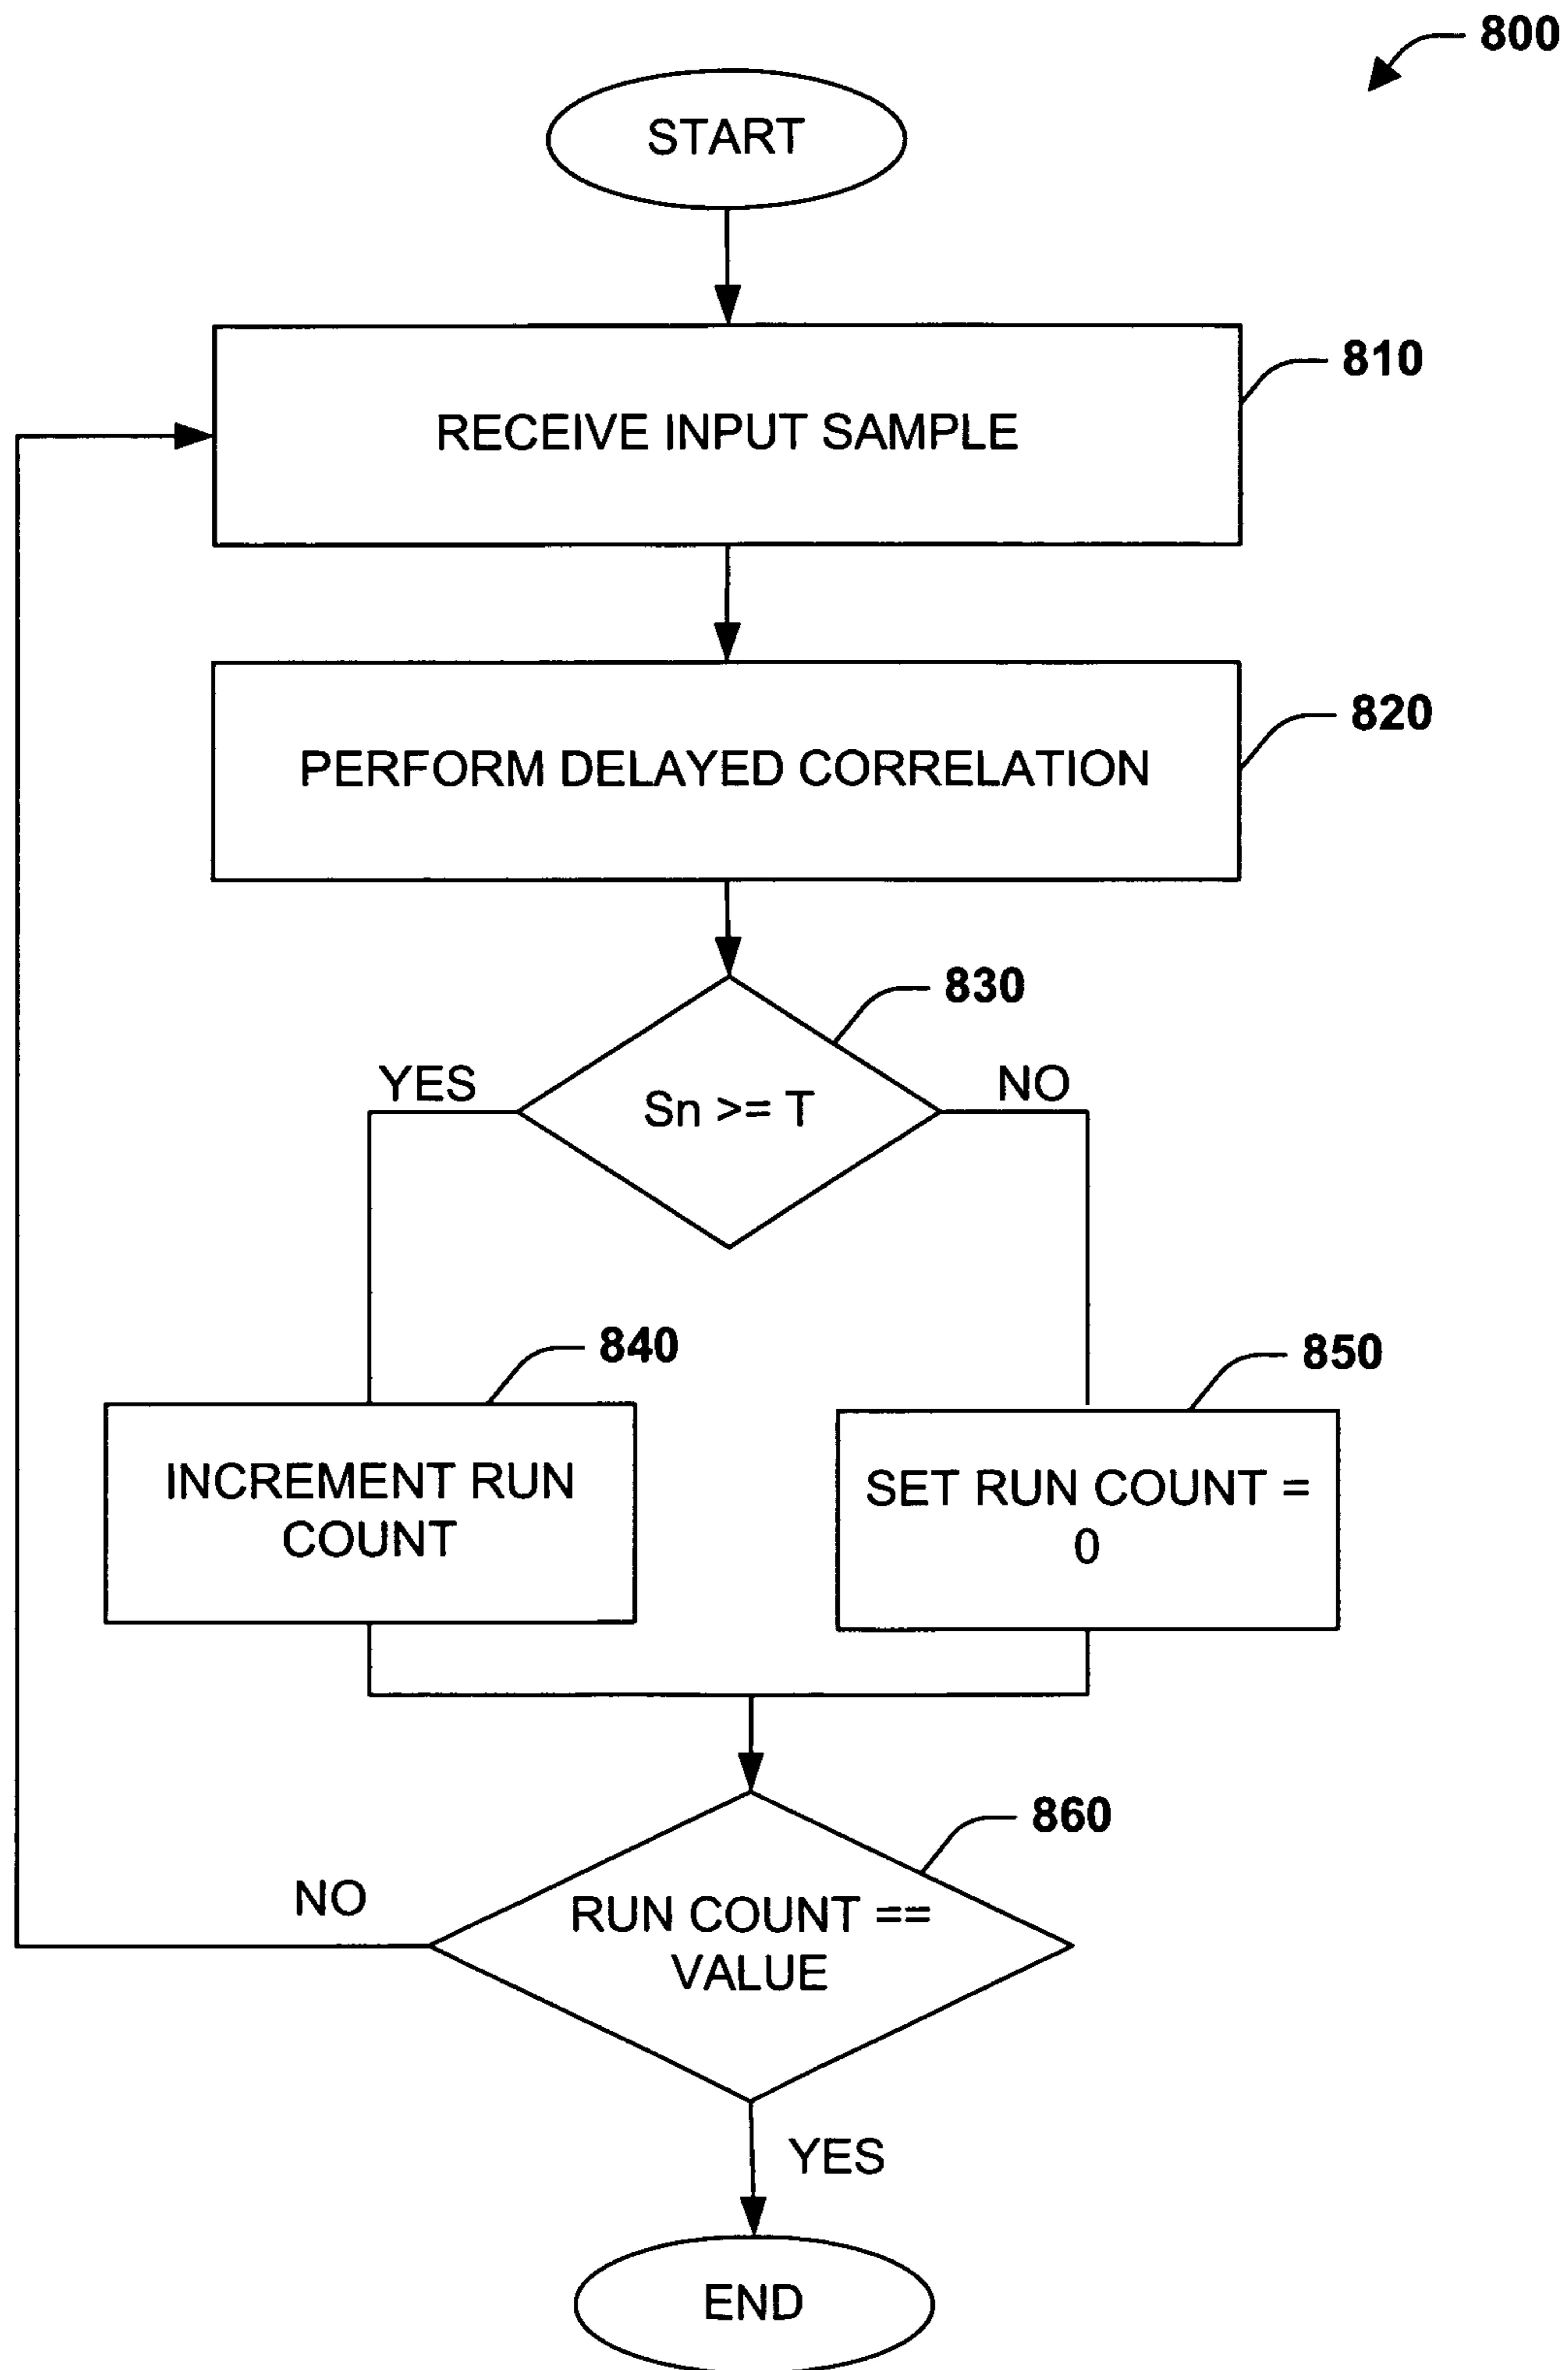 800
START
810
RECEIVE INPUT SAMPLE
820
PERFORM DELAYED CORRELATION
830
YES
NO
Sn >= T
840
850
INCREMENT RUN
COUNT
SET RUN COUNT =
0
860
NO
RUN COUNT ==
VALUE
YES
END